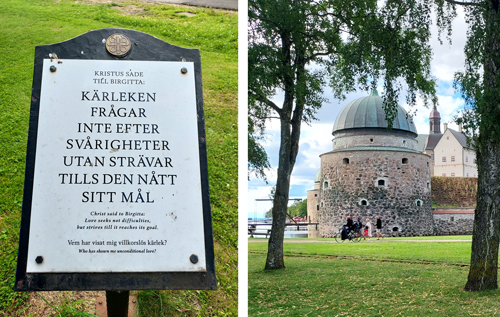 KRISTUS SADE
TILL BIRGITTA:
KÄRLEKEN
FRÅGAR
INTE EFTER
SVÅRIGHETER
UTAN STRÄVAR
TILLS DEN NÅTT
SITT MÅL
Christ said to Birgitta:
Love seeks not difficulties,
but strives till it reaches its goal.
Vem har visat mig villkorslös kärlek?
Who has shown me unconditional love?